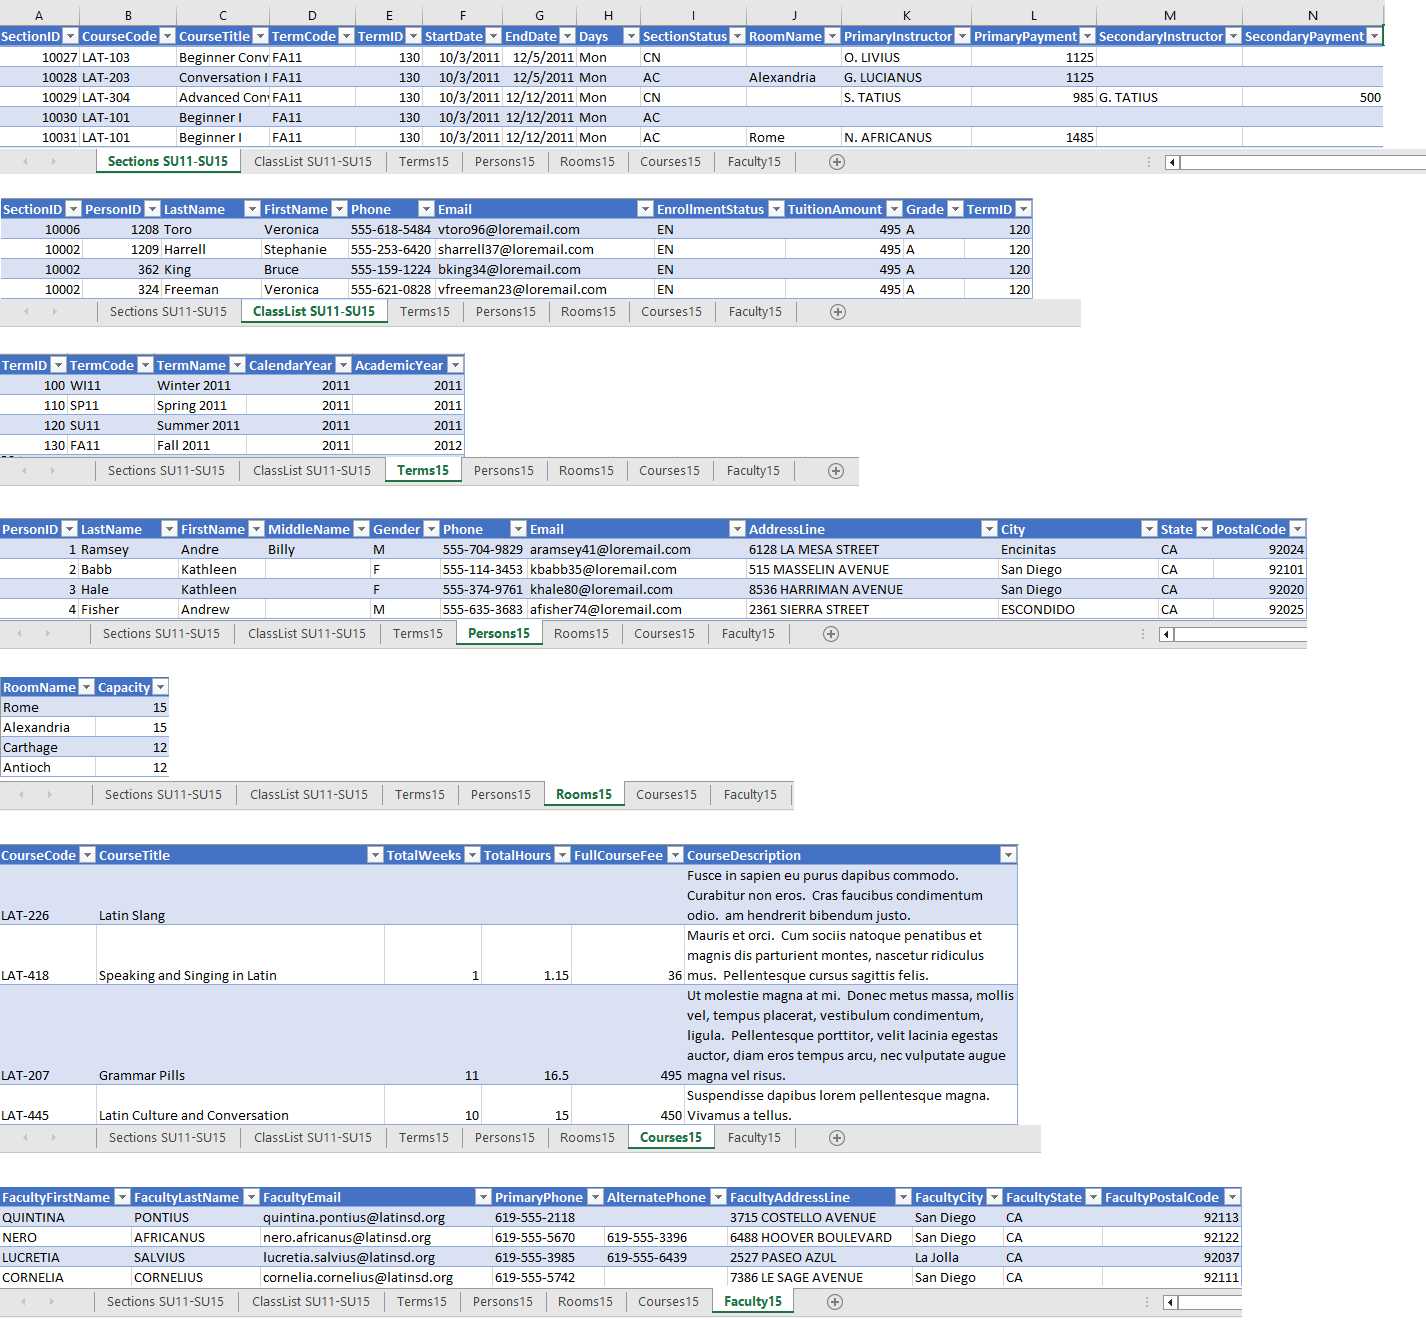 A B C D E F G H I J K L M N
SectionID CourseCode CourseTitle TermCode TermID StartDate EndDate Days SectionStatus RoomName PrimaryInstructor PrimaryPayment SecondaryInstructor SecondaryPayment
10027 LAT-103 Beginner Conv FA11 130 10/3/2011 12/5/2011 Mon CN O. LIVIUS 1125
10028 LAT-203 Conversation I FA11 130 10/3/2011 12/5/2011 Mon AC Alexandria G. LUCIANUS 1125
10029 LAT-304 Advanced Conv FA11 130 10/3/2011 12/12/2011 Mon CN S. TATIUS 985 G. TATIUS 500
10030 LAT-101 Beginner I FA11 130 10/3/2011 12/12/2011 Mon AC
10031 LAT-101 Beginner I FA11 130 10/3/2011 12/12/2011 Mon AC Rome N. AFRICANUS 1485
Sections SU11-SU15 ClassList SU11-SU15 Terms15 Persons15 Rooms15 Courses15 Faculty15
SectionID PersonID LastName FirstName Phone Email EnrollmentStatus TuitionAmount Grade TermID
10006 1208 Toro Veronica 555-618-5484 vtoro96@loremail.com EN 495 A 120
10002 1209 Harrell Stephanie 555-253-6420 sharrell37@loremail.com EN 495 A 120
10002 362 King Bruce 555-159-1224 bking34@loremail.com EN 495 A 120
10002 324 Freeman Veronica 555-621-0828 vfreeman23@loremail.com EN 495 A 120
Sections SU11-SU15 ClassList SU11-SU15 Terms15 Persons15 Rooms15 Courses15 Faculty15
TermID TermCode TermName CalendarYear AcademicYear
100 WI11 Winter 2011 2011 2011
110 SP11 Spring 2011 2011 2011
120 SU11 Summer 2011 2011 2011
130 FA11 Fall 2011 2011 2012
Sections SU11-SU15 ClassList SU11-SU15 Terms15 Persons15 Rooms15 Courses15 Faculty15
PersonID LastName FirstName MiddleName Gender Phone Email AddressLine City State PostalCode
1 Ramsey Andre Billy M 555-704-9829 aramsey41@loremail.com 6128 LA MESA STREET Encinitas CA 92024
2 Babb Kathleen F 555-114-3453 kbabb35@loremail.com 515 MASSELIN AVENUE San Diego CA 92101
3 Hale Kathleen F 555-374-9761 khale80@loremail.com 8536 HARRIMAN AVENUE San Diego CA 92020
4 Fisher Andrew M 555-635-3683 afisher74@loremail.com 2361 SIERRA STREET ESCONDIDO CA 92025
Sections SU11-SU15 ClassList SU11-SU15 Terms15 Persons15 Rooms15 Courses15 Faculty15
RoomName Capacity
Rome 15
Alexandria 15
Carthage 12
Antioch 12
Sections SU11-SU15 ClassList SU11-SU15 Terms15 Persons15 Rooms15 Courses15 Faculty15
CourseCode CourseTitle TotalWeeks TotalHours FullCourseFee CourseDescription
Fusce in sapien eu purus dapibus commodo.
Curabitur non eros. Cras faucibus condimentum
LAT-226 Latin Slang odio. am hendrerit bibendum justo.
Mauris et orci. Cum sociis natoque penatibus et
magnis dis parturient montes, nascetur ridiculus
LAT-418 Speaking and Singing in Latin 1 1.15 36 mus. Pellentesque cursus sagittis felis.
Ut molestie magna at mi. Donec metus massa, mollis
vel, tempus placerat, vestibulum condimentum,
ligula. Pellentesque porttitor, velit lacinia egestas
auctor, diam eros tempus arcu, nec vulputate augue
LAT-207 Grammar Pills 11 16.5 495 magna vel risus.
Suspendisse dapibus lorem pellentesque magna.
LAT-445 Latin Culture and Conversation 10 15 450 Vivamus a tellus.
Sections SU11-SU15 ClassList SU11-SU15 Terms15 Persons15 Rooms15 Courses15 Faculty15
FacultyFirstName FacultyLastName FacultyEmail PrimaryPhone AlternatePhone FacultyAddressLine FacultyCity FacultyState FacultyPostalCode
QUINTINA PONTIUS quintina.pontius@latinsd.org 619-555-2118 3715 COSTELLO AVENUE San Diego CA 92113
NERO AFRICANUS nero.africanus@latinsd.org 619-555-5670 619-555-3396 6488 HOOVER BOULEVARD San Diego CA 92122
LUCRETIA SALVIUS lucretia.salvius@latinsd.org 619-555-3985 619-555-6439 2527 PASEO AZUL La Jolla CA 92037
CORNELIA CORNELIUS cornelia.cornelius@latinsd.org 619-555-5742 7386 LE SAGE AVENUE San Diego CA 92111
Sections SU11-SU15 ClassList SU11-SU15 Terms15 Persons15 Rooms15 Courses15 Faculty15